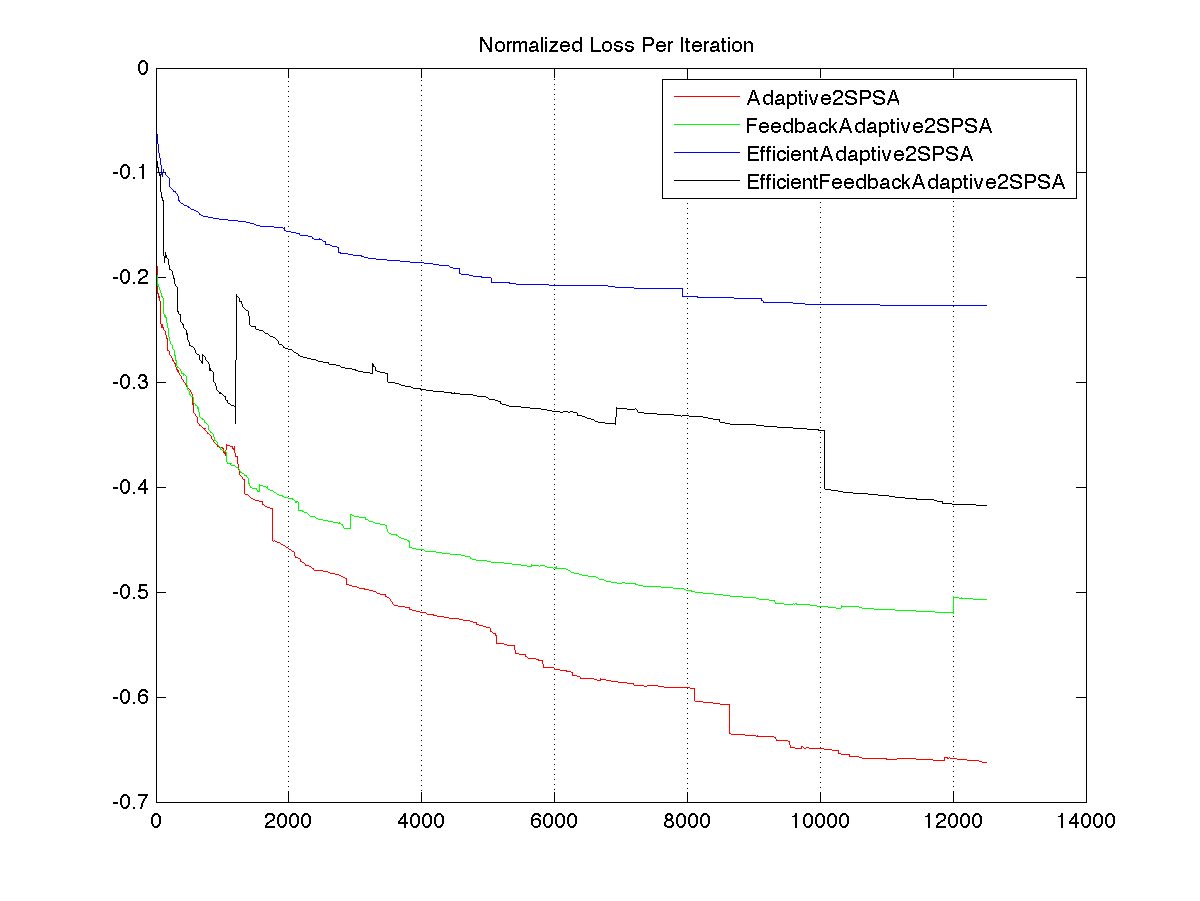 Normalized Loss Per Iteration
0
-0.1
-0.2
-0.3
-0.4
-0.5
-0.6
-0.7
Adaptive2SPSA
FeedbackAdaptive2SPSA
EfficientAdaptive2SPSA
EfficientFeedbackAdaptive2SPSA
0 2000 4000 6000 8000 10000 12000 14000